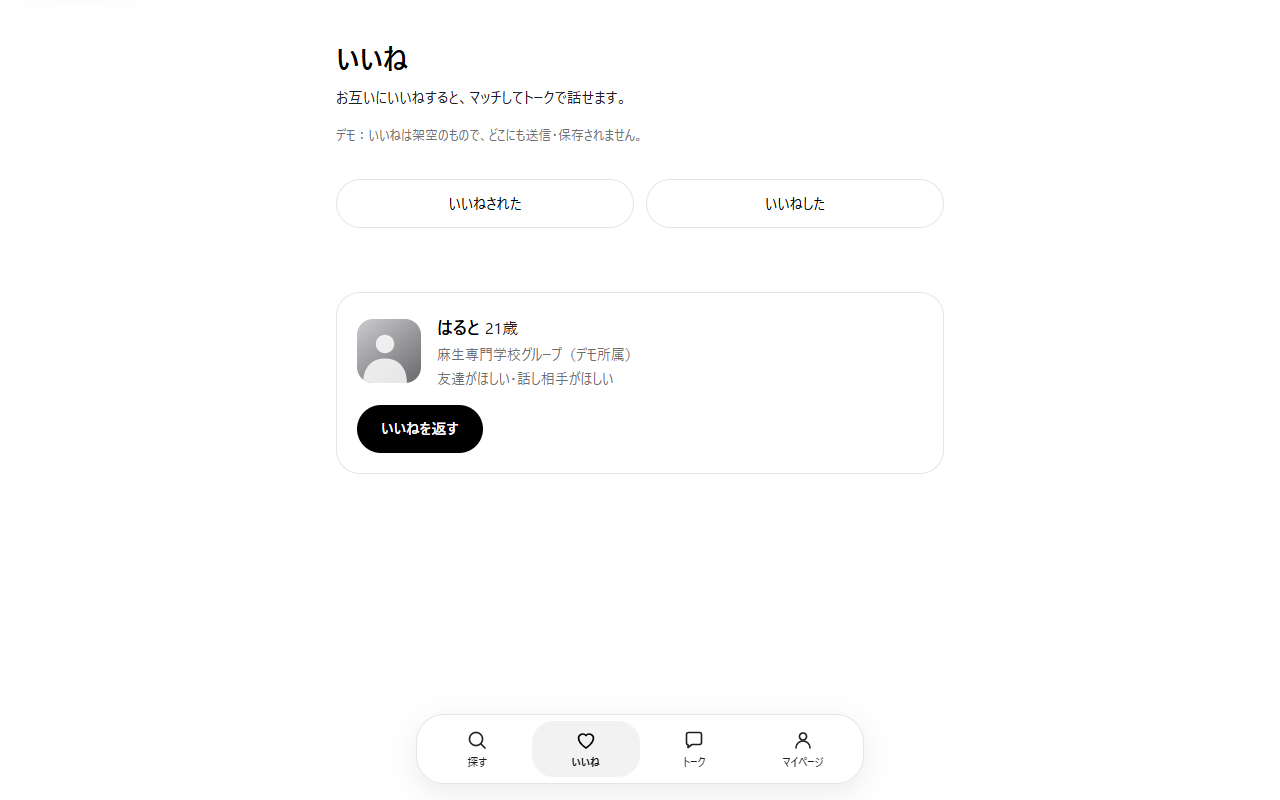 いいね
お互いにいいねすると、マッチしてトークで話せます。
デモ：いいねは架空のもので、どこにも送信・保存されません。
いいねされた
いいねした
はると 21歳
麻生専門学校グループ（デモ所属）
友達がほしい・話し相手がほしい
いいねを返す
探す
いいね
トーク
マイページ